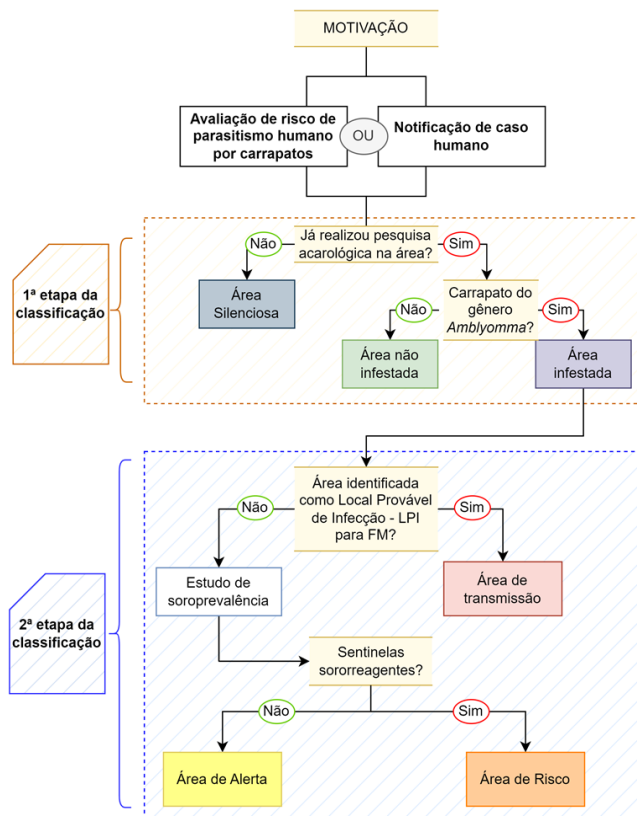 MOTIVAÇÃO
Avaliação de risco de
parasitismo humano
por carrapatos
OU
Notificação de caso
humano
1ª etapa da
classificação
Já realizou pesquisa
acarológica na área?
Não
Sim
Área
Silenciosa
Carrapato do
gênero
Amblyomma?
Não
Sim
Área não
infestada
Área
infestada
2ª etapa da
classificação
Área identificada
como Local Provável
de Infecção - LPI
para FM?
Não
Sim
Estudo de
soroprevalência
Área de
transmissão
Sentinelas
sororreagentes?
Não
Sim
Área de Alerta
Área de Risco